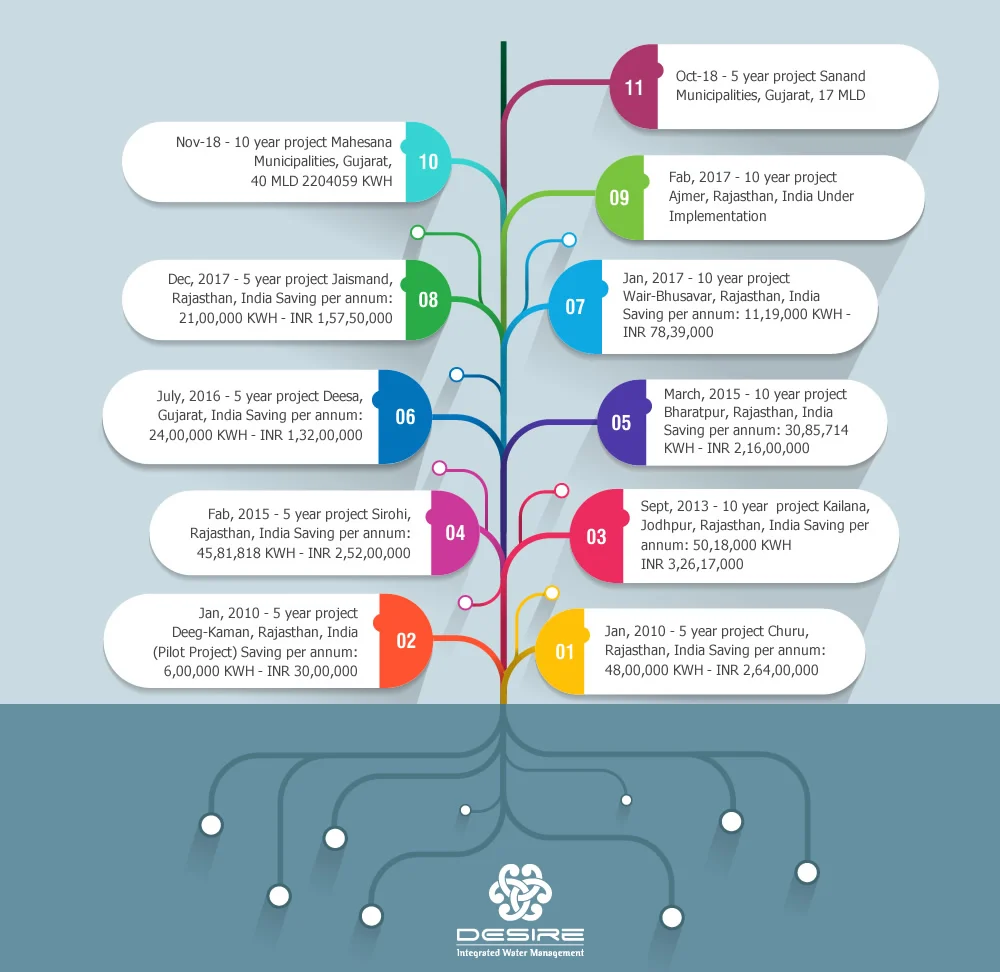 11
Oct-18 - 5 year project Sanand
Municipalities, Gujarat, 17 MLD
Nov-18 - 10 year project Mahesana
Municipalities, Gujarat,
40 MLD 2204059 KWH
10
09
Fab, 2017 - 10 year project
Ajmer, Rajasthan, India Under
Implementation
Dec, 2017 - 5 year project Jaismand,
Rajasthan, India Saving per annum:
21,00,000 KWH - INR 1,57,50,000
08
07
Jan, 2017 - 10 year project
Wair-Bhusavar, Rajasthan, India
Saving per annum: 11,19,000 KWH -
INR 78,39,000
July, 2016 - 5 year project Deesa,
Gujarat, India Saving per annum:
24,00,000 KWH - INR 1,32,00,000
06
05
March, 2015 - 10 year project
Bharatpur, Rajasthan, India
Saving per annum: 30,85,714
KWH - INR 2,16,00,000
Fab, 2015 - 5 year project Sirohi,
Rajasthan, India Saving per annum:
45,81,818 KWH - INR 2,52,00,000
04
03
Sept, 2013 - 10 year  project Kailana,
Jodhpur, Rajasthan, India Saving per
annum: 50,18,000 KWH
INR 3,26,17,000
Jan, 2010 - 5 year project
Deeg-Kaman, Rajasthan, India
(Pilot Project) Saving per annum:
6,00,000 KWH - INR 30,00,000
02
01
Jan, 2010 - 5 year project Churu,
Rajasthan, India Saving per annum:
48,00,000 KWH - INR 2,64,00,000
DESIRE
Integrated Water Management